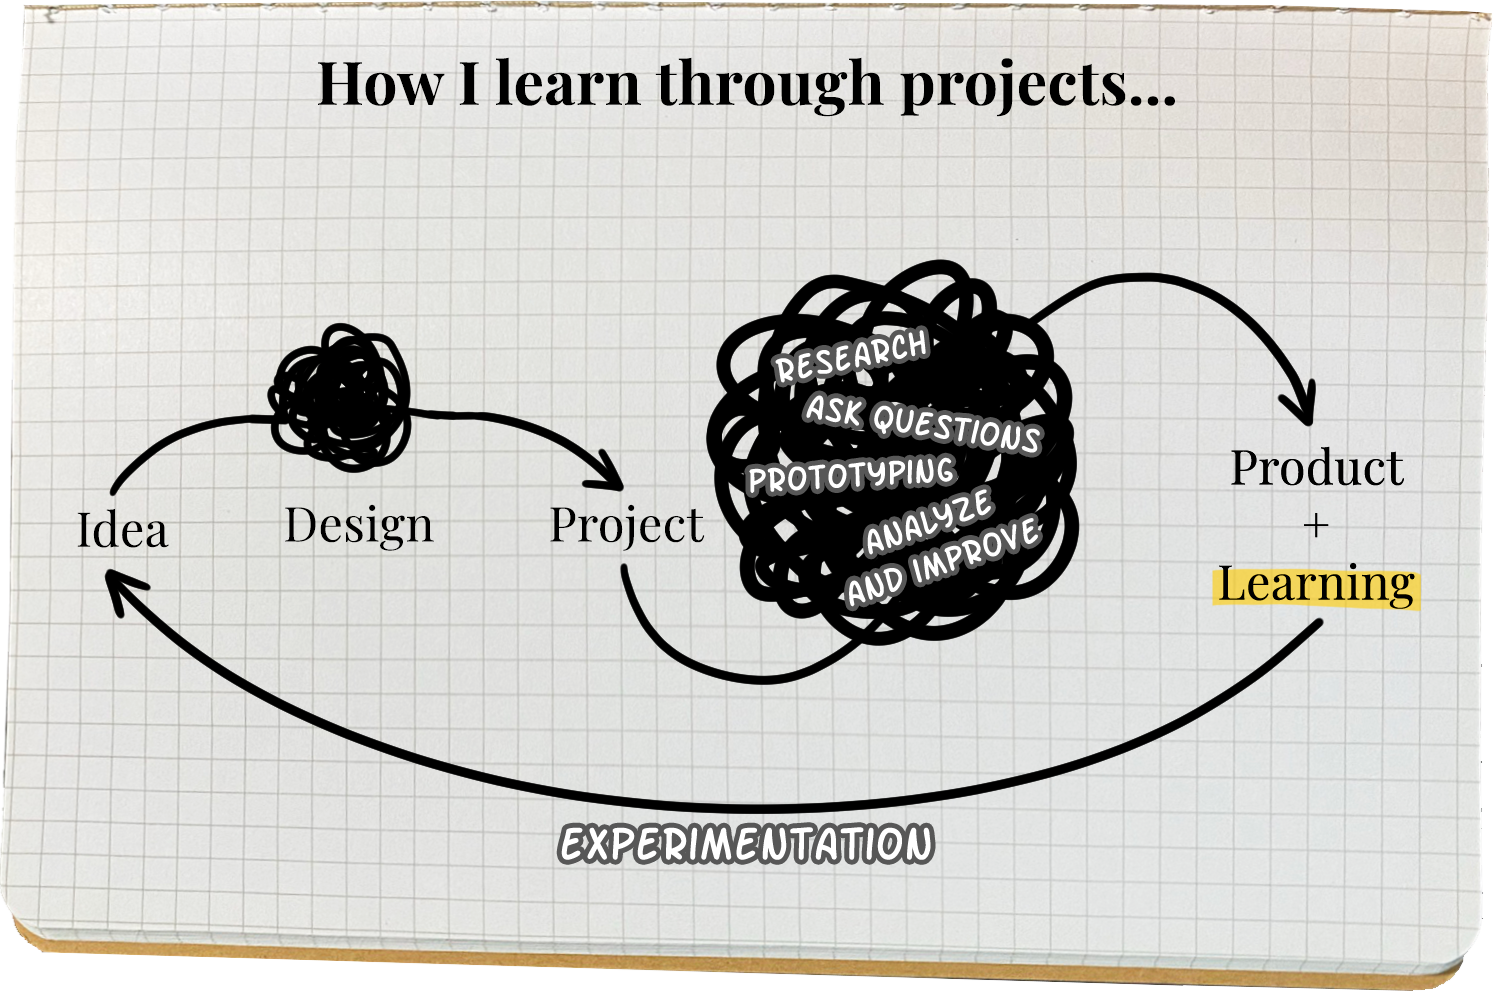 How I learn through projects...
Idea
Design
Project
RESEARCH
ASK QUESTIONS
PROTOTYPING
ANALYZE
AND IMPROVE
Product
+
Learning
EXPERIMENTATION